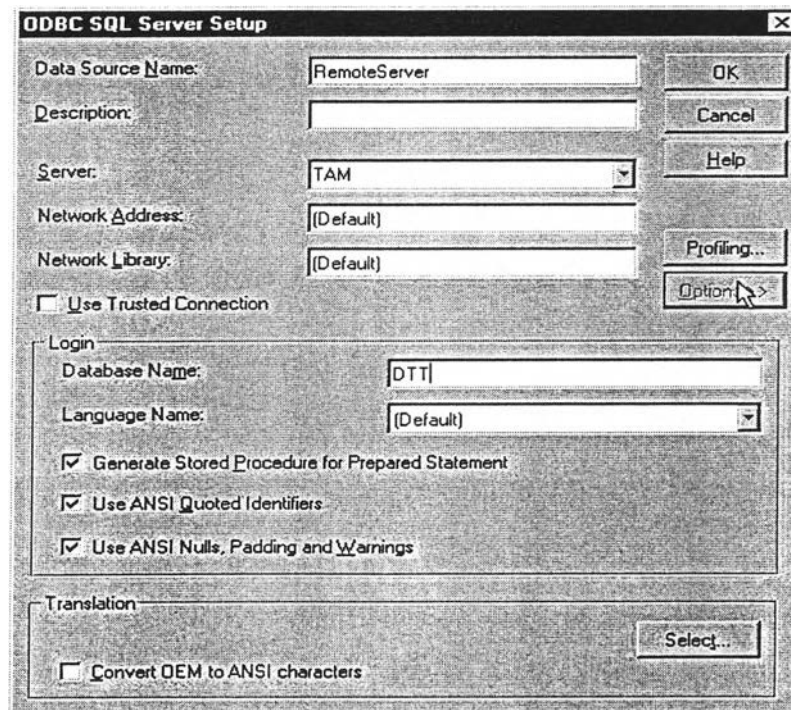 ODBC SQL Server Setup
Data Source Name:
RemoteServer
OK
Description:
Cancel
Help
Server:
TAM
Network Address:
(Default)
Network Library:
(Default)
Profiling...
Use Trusted Connection
Option >>
Login
Database Name:
DTT
Language Name:
(Default)
Generate Stored Procedure for Prepared Statement
Use ANSI Quoted Identifiers
Use ANSI Nulls, Padding and Warnings
Translation
Select...
Convert OEM to ANSI characters